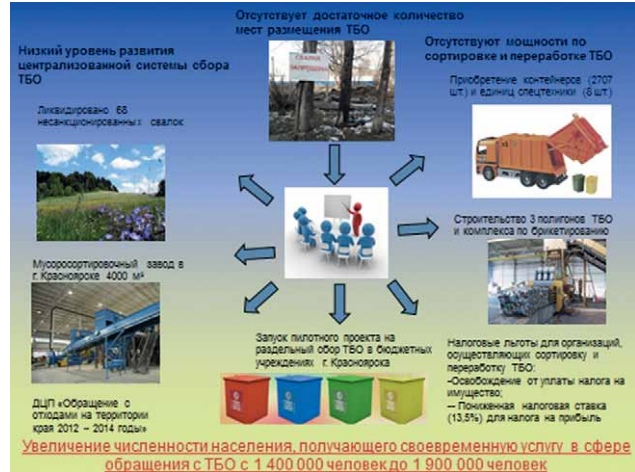 Отсутствует достаточное количество
мест размещения ТБО
Низкий уровень развития
централизованной системы сбора
ТБО
Отсутствуют мощности по
сортировке и переработке ТБО
СВАЛКА
ЗАПРЕЩЕНА
Ликвидировано 68
несанкционированных свалок
Приобретение контейнеров (2707
шт.) и единиц спецтехники (8 шт.)
Мусоросортировочный завод в
г. Красноярске 4000 м²
Строительство 3 полигонов ТБО
и комплекса по брикетированию
Запуск пилотного проекта на
раздельный сбор ТБО в бюджетных
учреждениях г. Красноярска
Налоговые льготы для организаций,
осуществляющих сортировку и
переработку ТБО:
-Освобождение от уплаты налога на
имущество;
-- Пониженная налоговая ставка
(13,5%) для налога на прибыль
ДЦП «Обращение с
отходами на территории
края 2012 – 2014 годы»
Увеличение численности населения, получающего своевременную услугу в сфере
обращения с ТБО с 1 400 000 человек до 1 900 000 человек